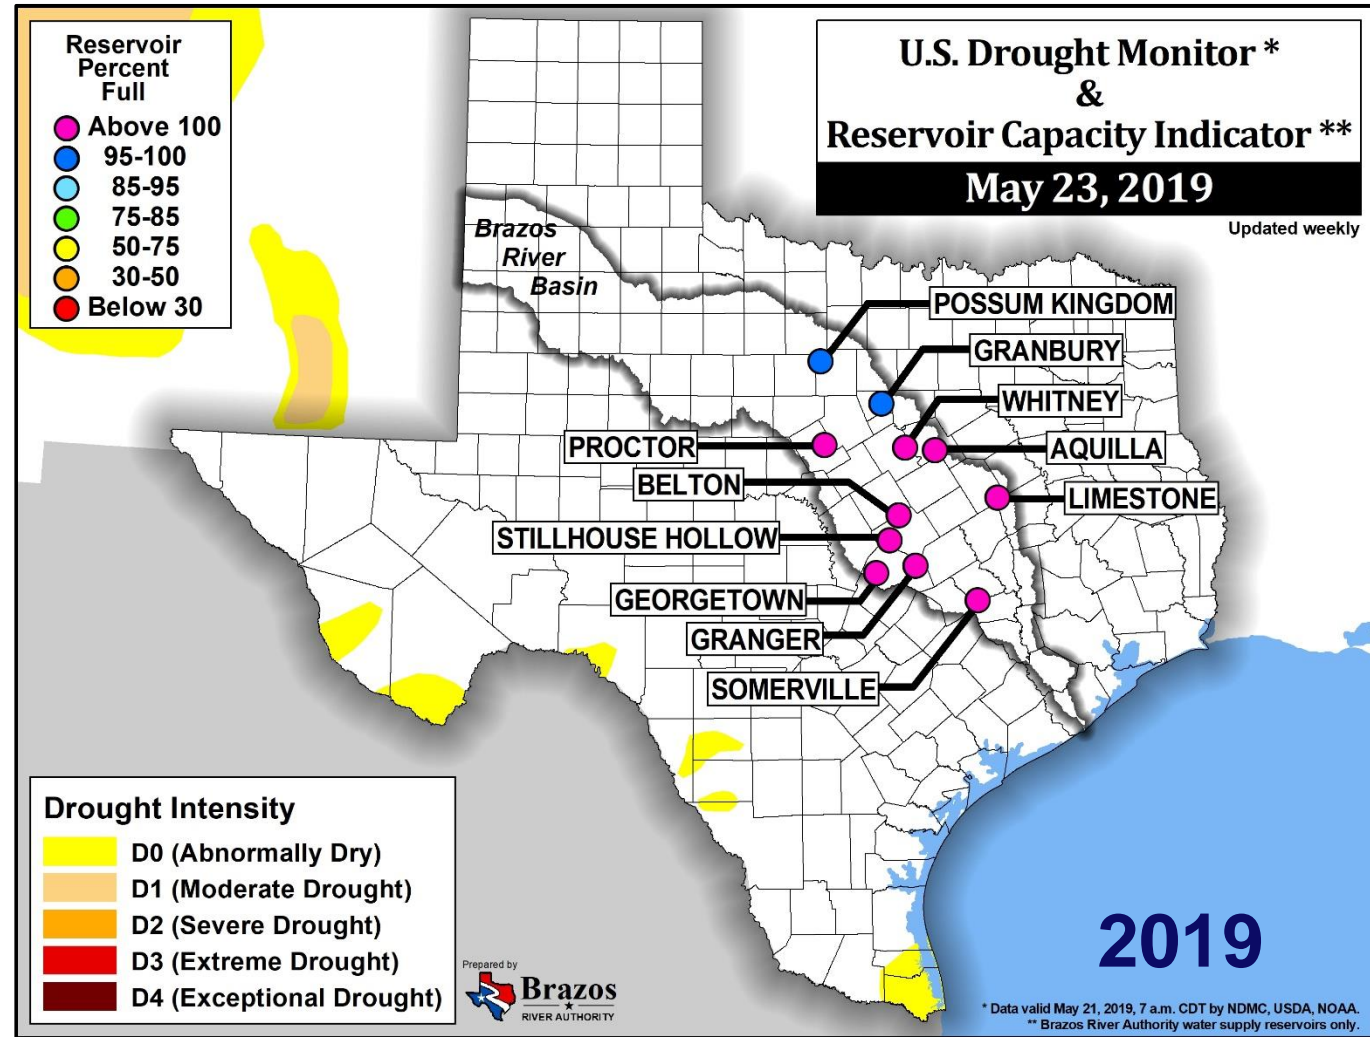 Reservoir
Percent
Full
Above 100
95-100
85-95
75-85
50-75
30-50
Below 30
U.S. Drought Monitor *
&
Reservoir Capacity Indicator **
May 23, 2019
Updated weekly
Brazos
River
Basin
POSSUM KINGDOM
GRANBURY
WHITNEY
AQUILLA
LIMESTONE
PROCTOR
BELTON
STILLHOUSE HOLLOW
GEORGETOWN
GRANGER
SOMERVILLE
Drought Intensity
D0 (Abnormally Dry)
D1 (Moderate Drought)
D2 (Severe Drought)
D3 (Extreme Drought)
D4 (Exceptional Drought)
Prepared by
Brazos
RIVER AUTHORITY
2019
* Data valid May 21, 2019, 7 a.m. CDT by NDMC, USDA, NOAA.
** Brazos River Authority water supply reservoirs only.